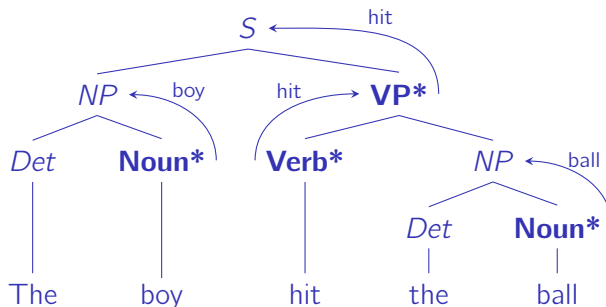 hit
S
NP boy hit VP*
Det Noun* Verb* NP ball
Det Noun*
The boy hit the ball